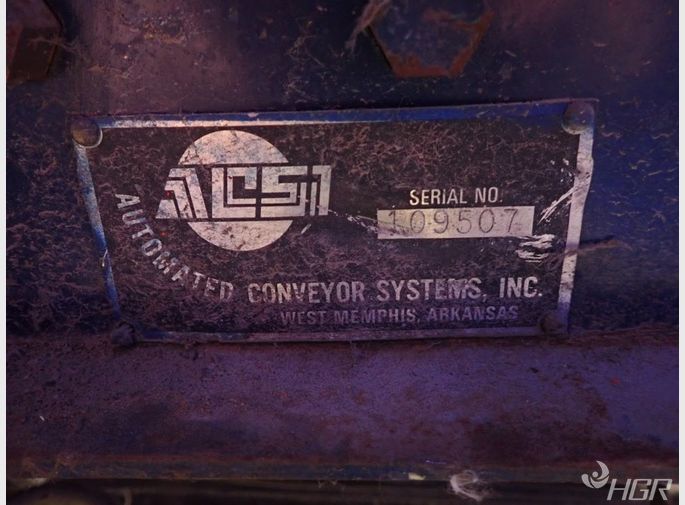 ACSI
SERIAL NO.
109507
AUTOMATED CONVEYOR SYSTEMS, INC.
WEST MEMPHIS, ARKANSAS
HGR